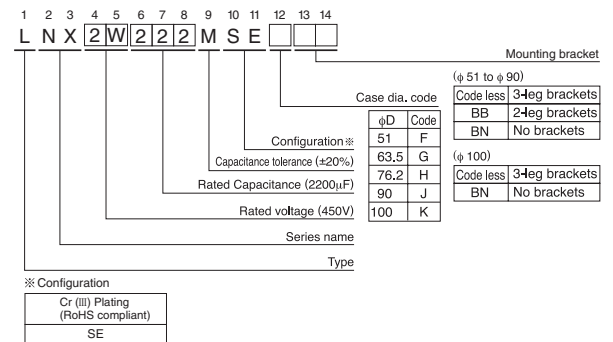 1 2 3 4 5 6 7 8 9 10 11 12 13 14
L N X 2 W 2 2 2 M S E
Mounting bracket
(φ 51 to φ 90)
Code less 3-leg brackets
BB 2-leg brackets
BN No brackets
(φ 100)
Code less 3-leg brackets
BN No brackets
Case dia. code
φD Code
51 F
63.5 G
76.2 H
90 J
100 K
Configuration※
Capacitance tolerance (±20%)
Rated Capacitance (2200μF)
Rated voltage (450V)
Series name
Type
※Configuration
Cr (III) Plating
(RoHS compliant)
SE